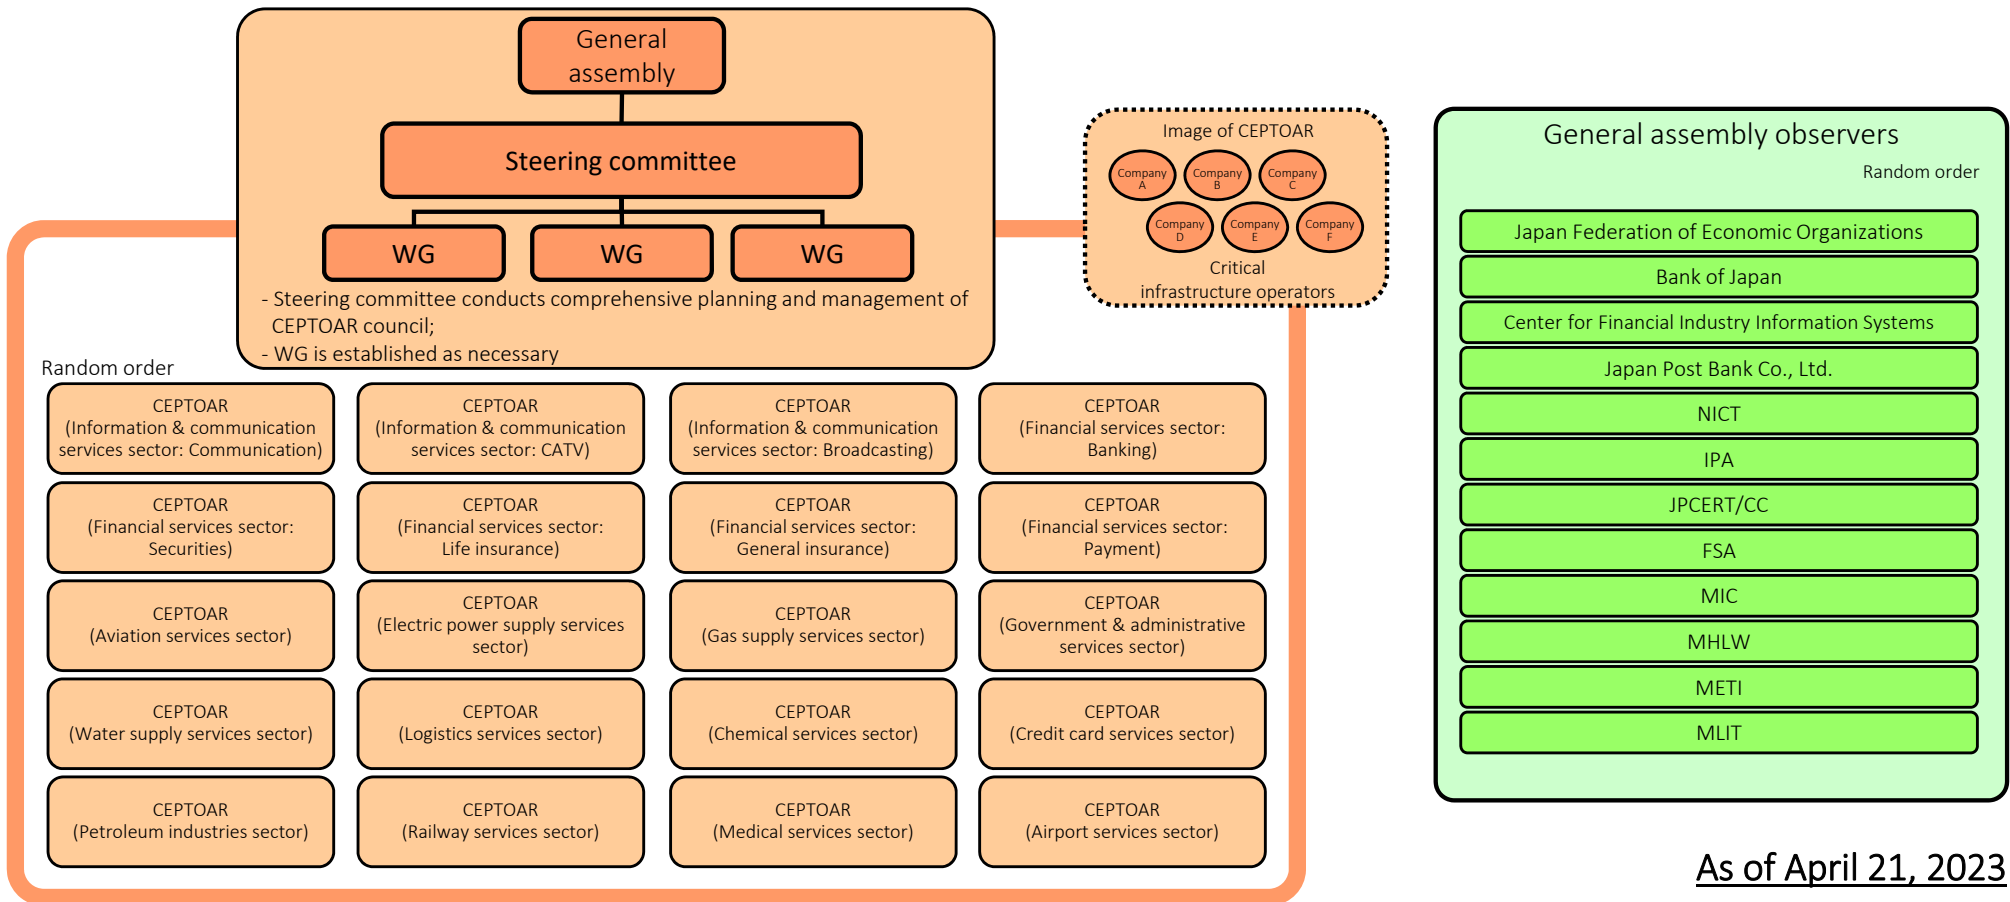 General
assembly
Steering committee
WG
WG
WG
- Steering committee conducts comprehensive planning and management of
CEPTOAR council;
- WG is established as necessary
Image of CEPTOAR
Company
A
Company
B
Company
C
Company
D
Company
E
Company
F
Critical
infrastructure operators
Random order
CEPTOAR
(Information & communication
services sector: Communication)
CEPTOAR
(Information & communication
services sector: CATV)
CEPTOAR
(Information & communication
services sector: Broadcasting)
CEPTOAR
(Financial services sector:
Banking)
CEPTOAR
(Financial services sector:
Securities)
CEPTOAR
(Financial services sector:
Life insurance)
CEPTOAR
(Financial services sector:
General insurance)
CEPTOAR
(Financial services sector:
Payment)
CEPTOAR
(Aviation services sector)
CEPTOAR
(Electric power supply services
sector)
CEPTOAR
(Gas supply services sector)
CEPTOAR
(Government & administrative
services sector)
CEPTOAR
(Water supply services sector)
CEPTOAR
(Logistics services sector)
CEPTOAR
(Chemical services sector)
CEPTOAR
(Credit card services sector)
CEPTOAR
(Petroleum industries sector)
CEPTOAR
(Railway services sector)
CEPTOAR
(Medical services sector)
CEPTOAR
(Airport services sector)
General assembly observers
Random order
Japan Federation of Economic Organizations
Bank of Japan
Center for Financial Industry Information Systems
Japan Post Bank Co., Ltd.
NICT
IPA
JPCERT/CC
FSA
MIC
MHLW
METI
MLIT
As of April 21, 2023